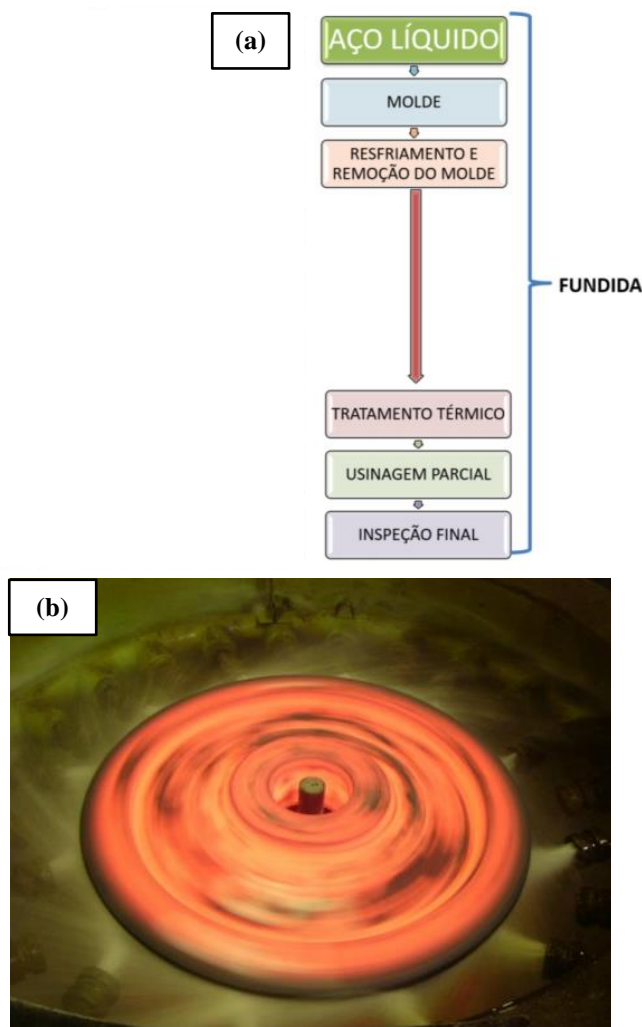 (a)
AÇO LÍQUIDO
MOLDE
RESFRIAMENTO E
REMOÇÃO DO MOLDE
FUNDIDA
TRATAMENTO TÉRMICO
USINAGEM PARCIAL
INSPEÇÃO FINAL
(b)